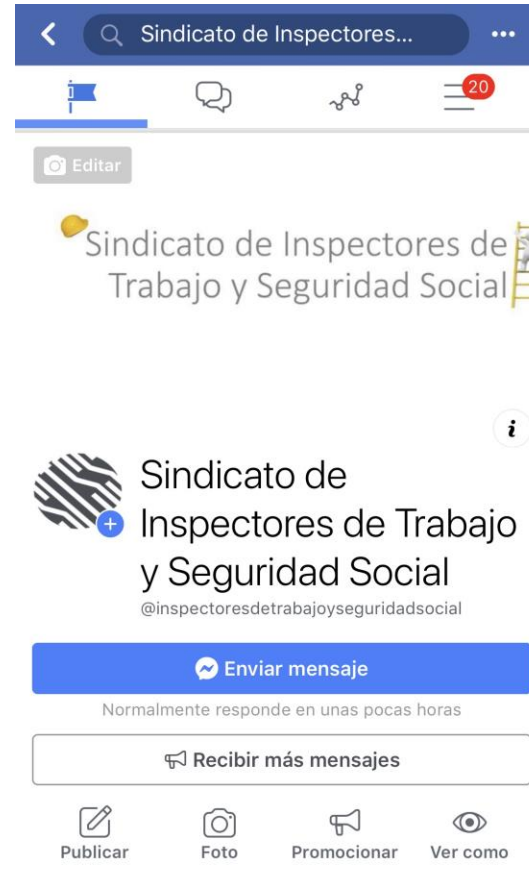 Sindicato de Inspectores...
20
Editar
Sindicato de Inspectores de
Trabajo y Seguridad Social
i
Sindicato de
Inspectores de Trabajo
y Seguridad Social
@inspectoresdetrabajoyseguridadsocial
Enviar mensaje
Normalmente responde en unas pocas horas
Recibir más mensajes
Publicar Foto Promocionar Ver como